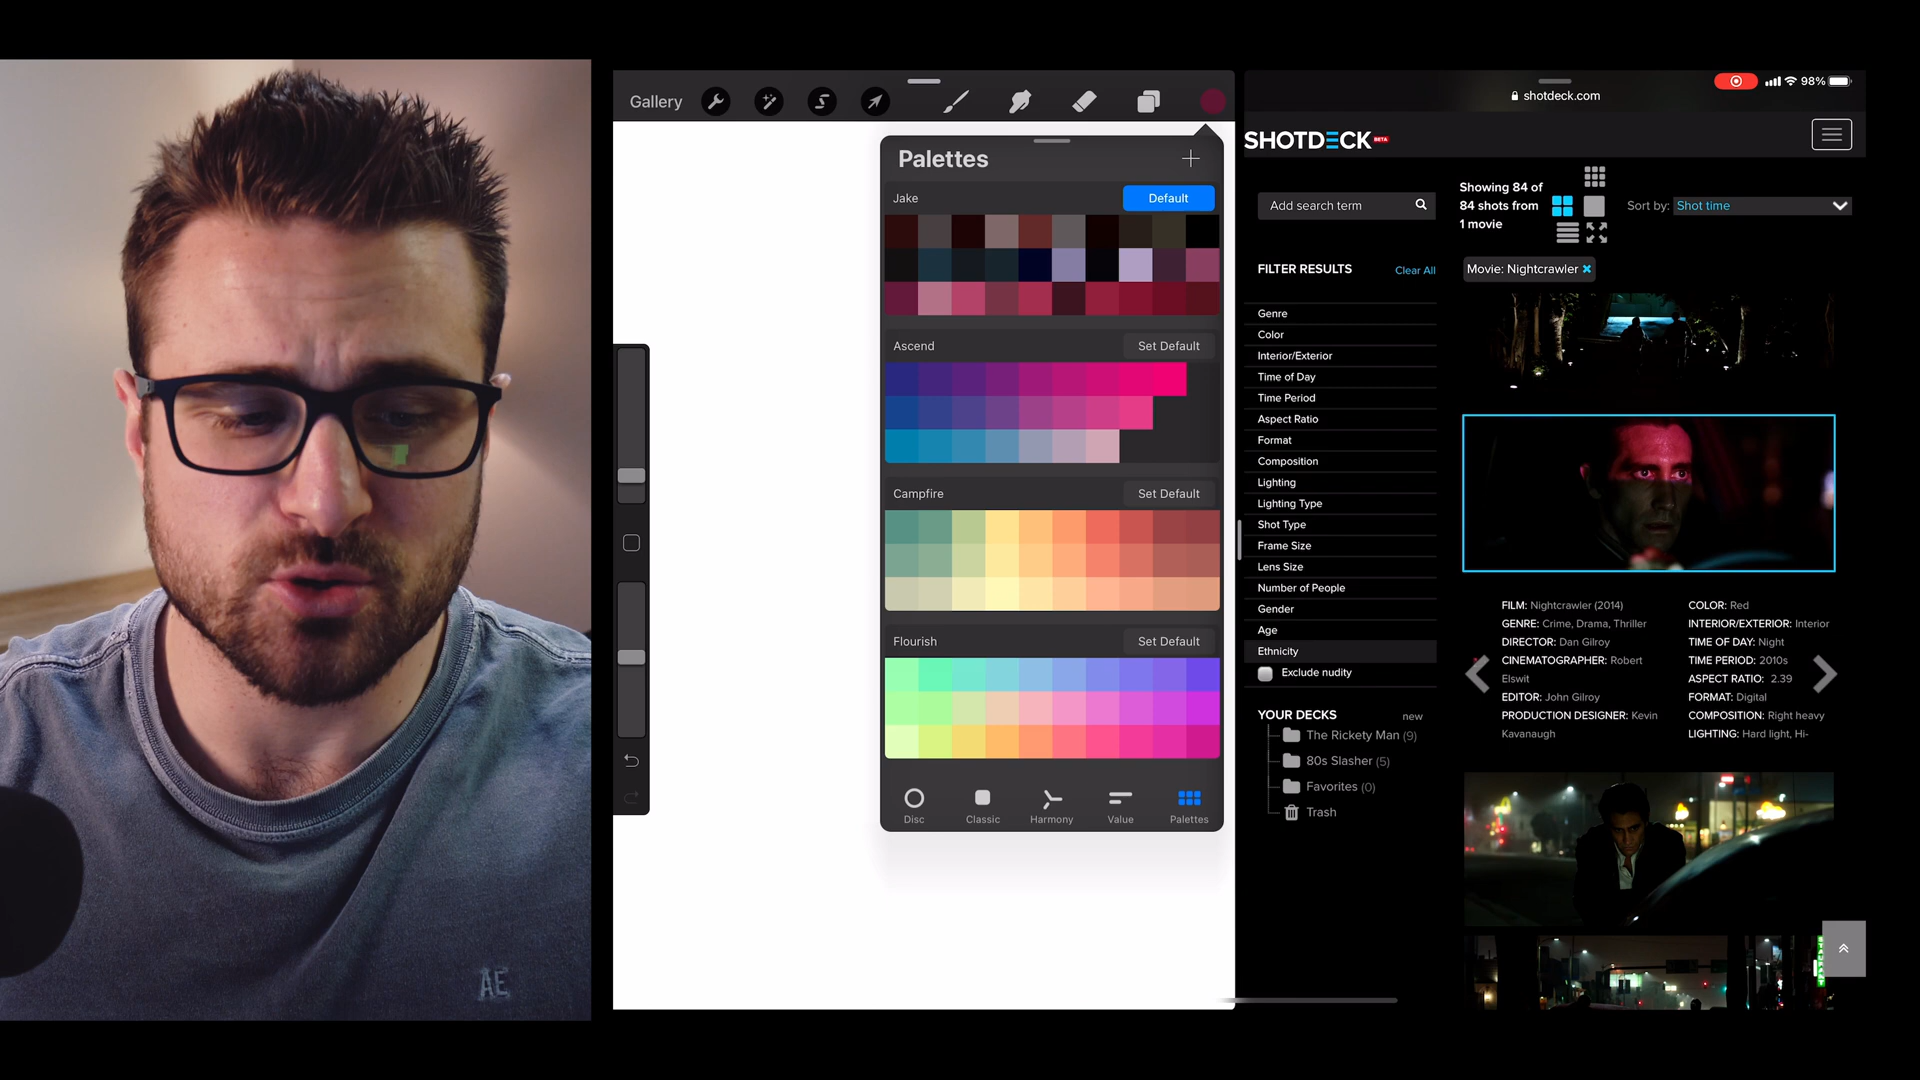 AE
Gallery
Palettes
Jake
Default
Ascend
Set Default
Campfire
Set Default
Flourish
Set Default
Disc
Classic
Harmony
Value
Palettes
98%
shotdeck.com
SHOTDECK BETA
Add search term
Showing 84 of
84 shots from
1 movie
Sort by:
Shot time
FILTER RESULTS
Clear All
Movie: Nightcrawler
Genre
Color
Interior/Exterior
Time of Day
Time Period
Aspect Ratio
Format
Composition
Lighting
Lighting Type
Shot Type
Frame Size
Lens Size
Number of People
Gender
Age
Ethnicity
Exclude nudity
YOUR DECKS
new
The Rickety Man (9)
80s Slasher (5)
Favorites (0)
Trash
FILM: Nightcrawler (2014)
GENRE: Crime, Drama, Thriller
DIRECTOR: Dan Gilroy
CINEMATOGRAPHER: Robert
Elswit
EDITOR: John Gilroy
PRODUCTION DESIGNER: Kevin
Kavanaugh
COLOR: Red
INTERIOR/EXTERIOR: Interior
TIME OF DAY: Night
TIME PERIOD: 2010s
ASPECT RATIO: 2.39
FORMAT: Digital
COMPOSITION: Right heavy
LIGHTING: Hard light, Hi-